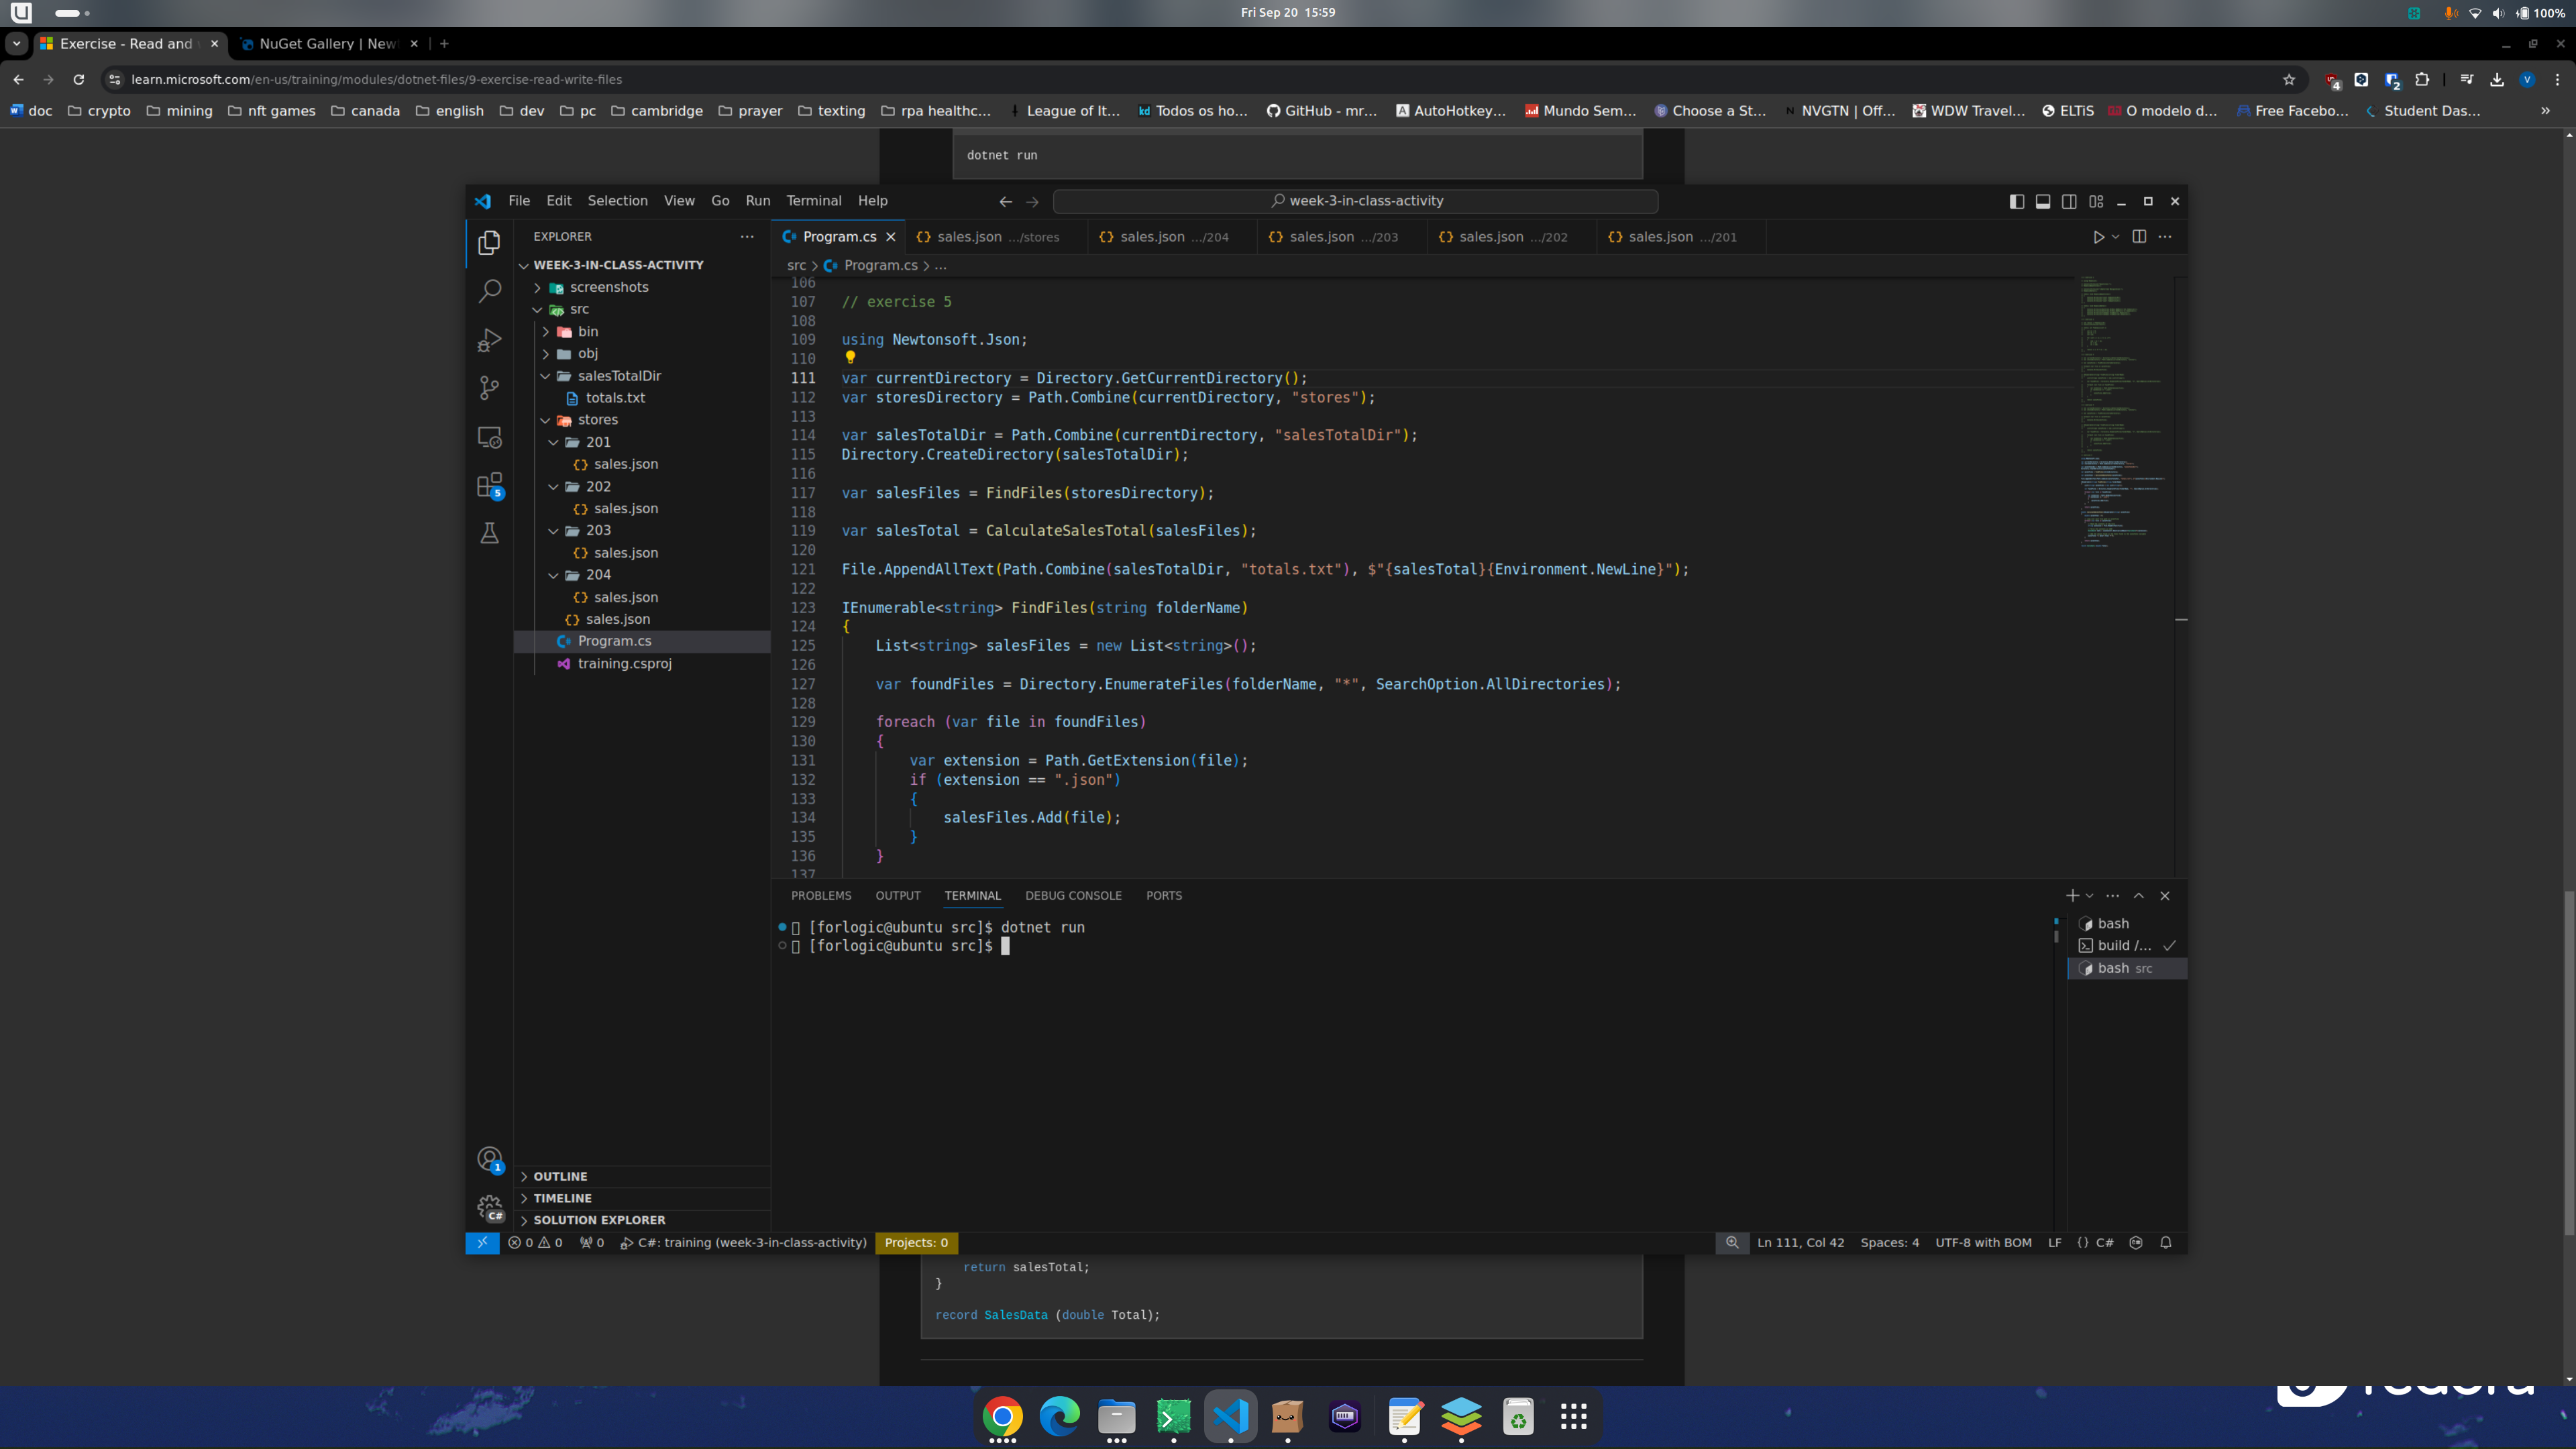 Fri Sep 20 15:59
100%
Exercise - Read and
NuGet Gallery | New
learn.microsoft.com/en-us/training/modules/dotnet-files/9-exercise-read-write-files
4
2
V
doc
crypto
mining
nft games
canada
english
dev
pc
cambridge
prayer
texting
rpa healthc...
League of It...
Todos os ho...
GitHub - mr...
AutoHotkey...
Mundo Sem...
Choose a St...
NVGTN | Off...
WDW Travel...
ELTiS
O modelo d...
Free Facebo...
Student Das...
dotnet run
File Edit Selection View Go Run Terminal Help
week-3-in-class-activity
EXPLORER
Program.cs
sales.json .../stores
sales.json .../204
sales.json .../203
sales.json .../202
sales.json .../201
src > Program.cs > ...
WEEK-3-IN-CLASS-ACTIVITY
screenshots
src
bin
obj
salesTotalDir
totals.txt
stores
201
sales.json
202
sales.json
203
sales.json
204
sales.json
sales.json
Program.cs
training.csproj
5
106
107 // exercise 5
108
109 using Newtonsoft.Json;
110
111 var currentDirectory = Directory.GetCurrentDirectory();
112 var storesDirectory = Path.Combine(currentDirectory, "stores");
113
114 var salesTotalDir = Path.Combine(currentDirectory, "salesTotalDir");
115 Directory.CreateDirectory(salesTotalDir);
116
117 var salesFiles = FindFiles(storesDirectory);
118
119 var salesTotal = CalculateSalesTotal(salesFiles);
120
121 File.AppendAllText(Path.Combine(salesTotalDir, "totals.txt"), $"{salesTotal}{Environment.NewLine}");
122
123 IEnumerable<string> FindFiles(string folderName)
124 {
125 List<string> salesFiles = new List<string>();
126
127 var foundFiles = Directory.EnumerateFiles(folderName, "*", SearchOption.AllDirectories);
128
129 foreach (var file in foundFiles)
130 {
131 var extension = Path.GetExtension(file);
132 if (extension == ".json")
133 {
134 salesFiles.Add(file);
135 }
136 }
137
PROBLEMS OUTPUT TERMINAL DEBUG CONSOLE PORTS
[forlogic@ubuntu src]$ dotnet run
[forlogic@ubuntu src]$
bash
build /...
bash src
1
C#
OUTLINE
TIMELINE
SOLUTION EXPLORER
0 0 0 C#: training (week-3-in-class-activity) Projects: 0
Ln 111, Col 42 Spaces: 4 UTF-8 with BOM LF {} C#
return salesTotal;
}
record SalesData (double Total);